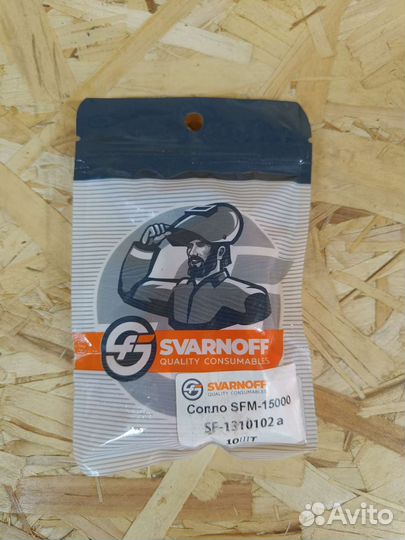 SVARNOFF
QUALITY CONSUMABLES
SVARNOFF
QUALITY CONSUMABLES
Сопло SFM-15000
SF-1310102 а
10шт
Avito